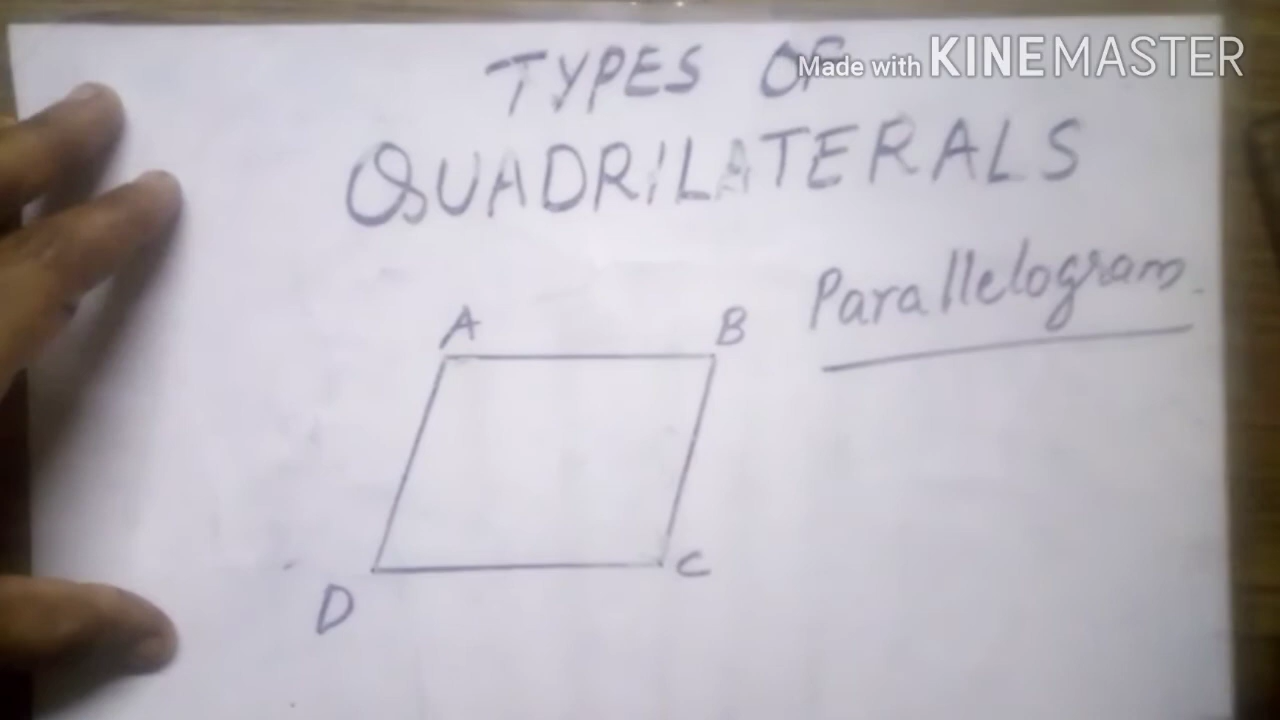 TYPES OF
Made with KINEMASTER
QUADRILATERALS
Parallelogram.
A
B
C
D